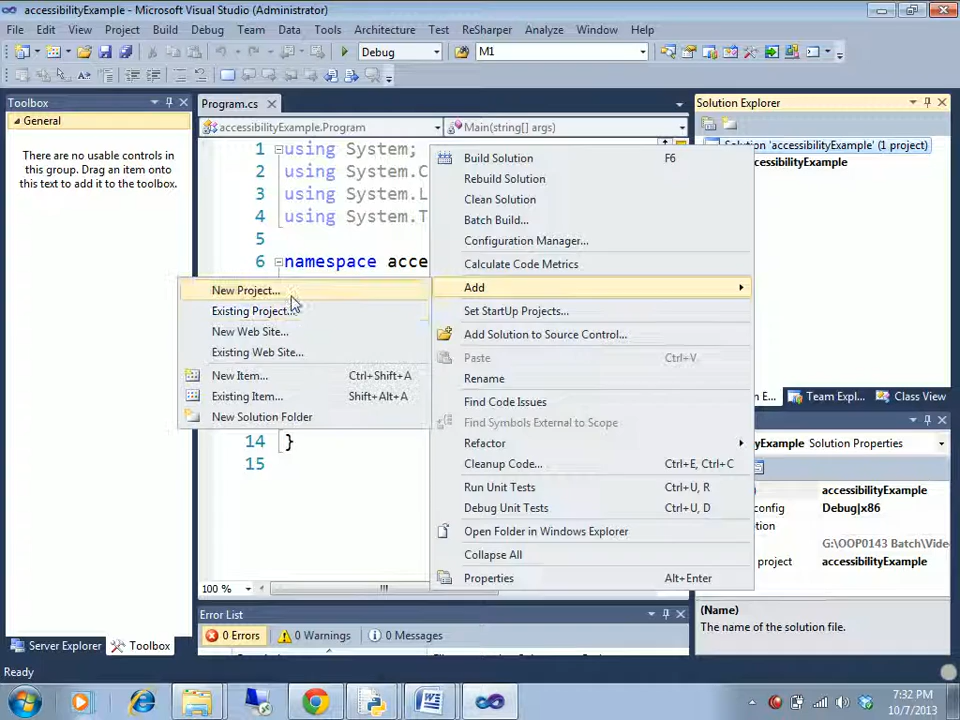 accessibilityExample - Microsoft Visual Studio (Administrator)
File Edit View Project Build Debug Team Data Tools Architecture Test ReSharper Analyze Window Help
Debug M1
Toolbox
General
There are no usable controls in
this group. Drag an item onto
this text to add it to the toolbox.
Program.cs
accessibilityExample.Program Main(string[] args)
1 using System;
2 using System.C
3 using System.L
4 using System.T
5
6 namespace acce
14 }
15
Build Solution F6
Rebuild Solution
Clean Solution
Batch Build...
Configuration Manager...
Calculate Code Metrics
Add
Set StartUp Projects...
Add Solution to Source Control...
Paste Ctrl+V
Rename
Find Code Issues
Find Symbols External to Scope
Refactor
Cleanup Code... Ctrl+E, Ctrl+C
Run Unit Tests Ctrl+U, R
Debug Unit Tests Ctrl+U, D
Open Folder in Windows Explorer
Collapse All
Properties Alt+Enter
New Project...
Existing Project...
New Web Site...
Existing Web Site...
New Item... Ctrl+Shift+A
Existing Item... Shift+Alt+A
New Solution Folder
Solution Explorer
Solution 'accessibilityExample' (1 project)
accessibilityExample
Team Expl... Class View
Solution Properties
accessibilityExample
config Debug|x86
G:\OOP0143 Batch\Vide
project accessibilityExample
(Name)
The name of the solution file.
100 %
Error List
0 Errors 0 Warnings 0 Messages
Server Explorer Toolbox
Ready
7:32 PM
10/7/2013